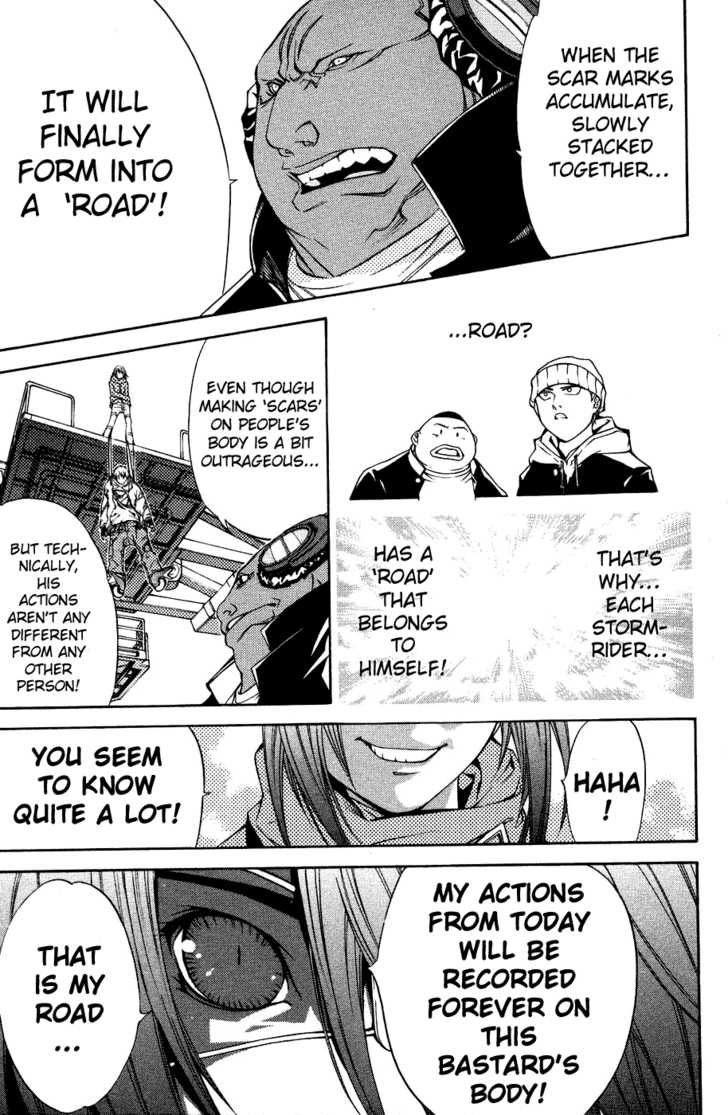 WHEN THE
SCAR MARKS
ACCUMULATE,
SLOWLY
STACKED
TOGETHER...
IT WILL
FINALLY
FORM INTO
A 'ROAD'!
...ROAD?
EVEN THOUGH
MAKING 'SCARS'
ON PEOPLE'S
BODY IS A BIT
OUTRAGEOUS...
BUT TECH-
NICALLY,
HIS
ACTIONS
AREN'T ANY
DIFFERENT
FROM ANY
OTHER
PERSON!
THAT'S
WHY...
EACH
STORM-
RIDER...
HAS A
'ROAD'
THAT
BELONGS
TO
HIMSELF!
HAHA
!
YOU SEEM
TO KNOW
QUITE A LOT!
MY ACTIONS
FROM TODAY
WILL BE
RECORDED
FOREVER ON
THIS
BASTARD'S
BODY!
THAT
IS MY
ROAD
...